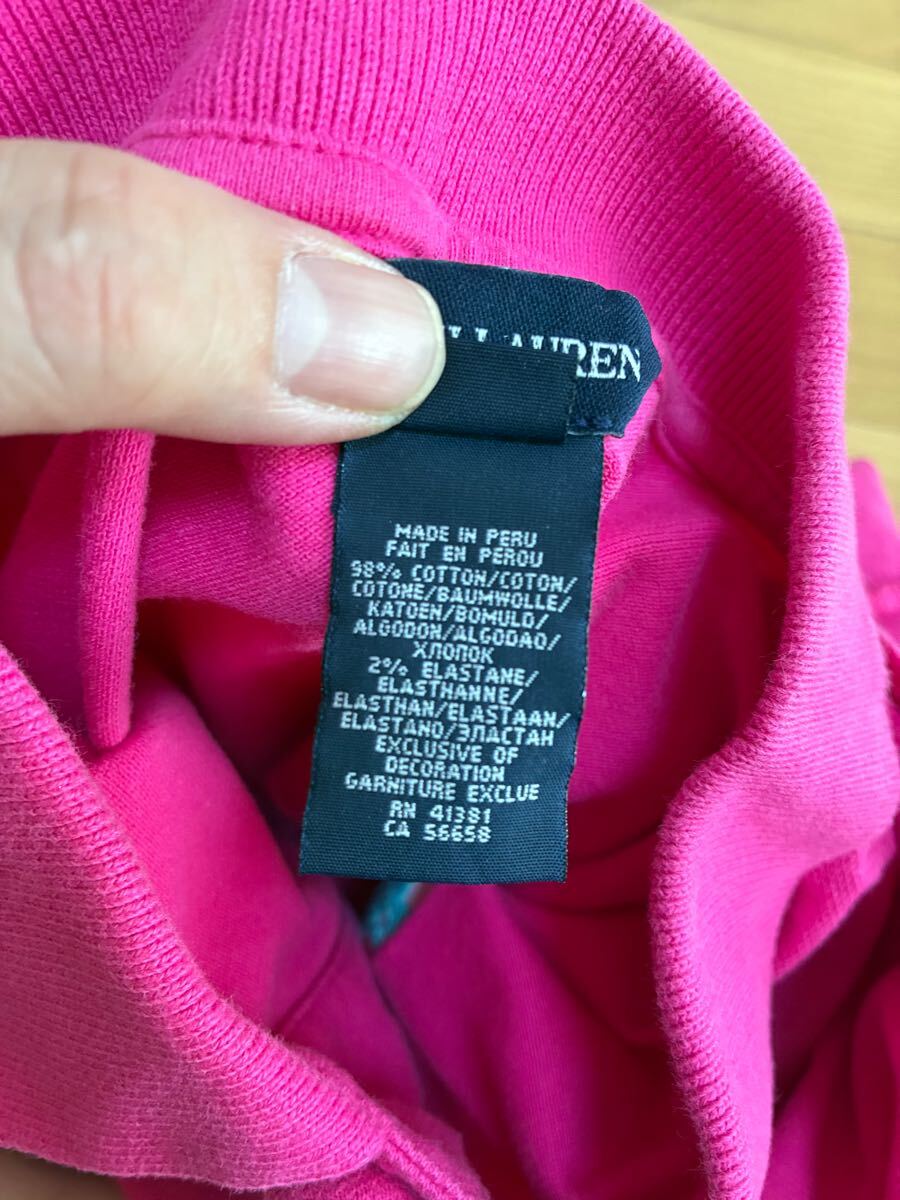 LAUREN
MADE IN PERU
FAIT EN PEROU
98% COTTON/COTON/
COTONE/BAUMWOLLE/
KATOEN/BOMULD/
ALGODON/ALGODAO/
ХЛОПОК
2% ELASTANE/
ELASTHANNE/
ELASTHAN/ELASTAAN/
ELASTANO/ЭЛАСТАН
EXCLUSIVE OF
DECORATION
GARNITURE EXCLUE
RN 41381
CA 56658